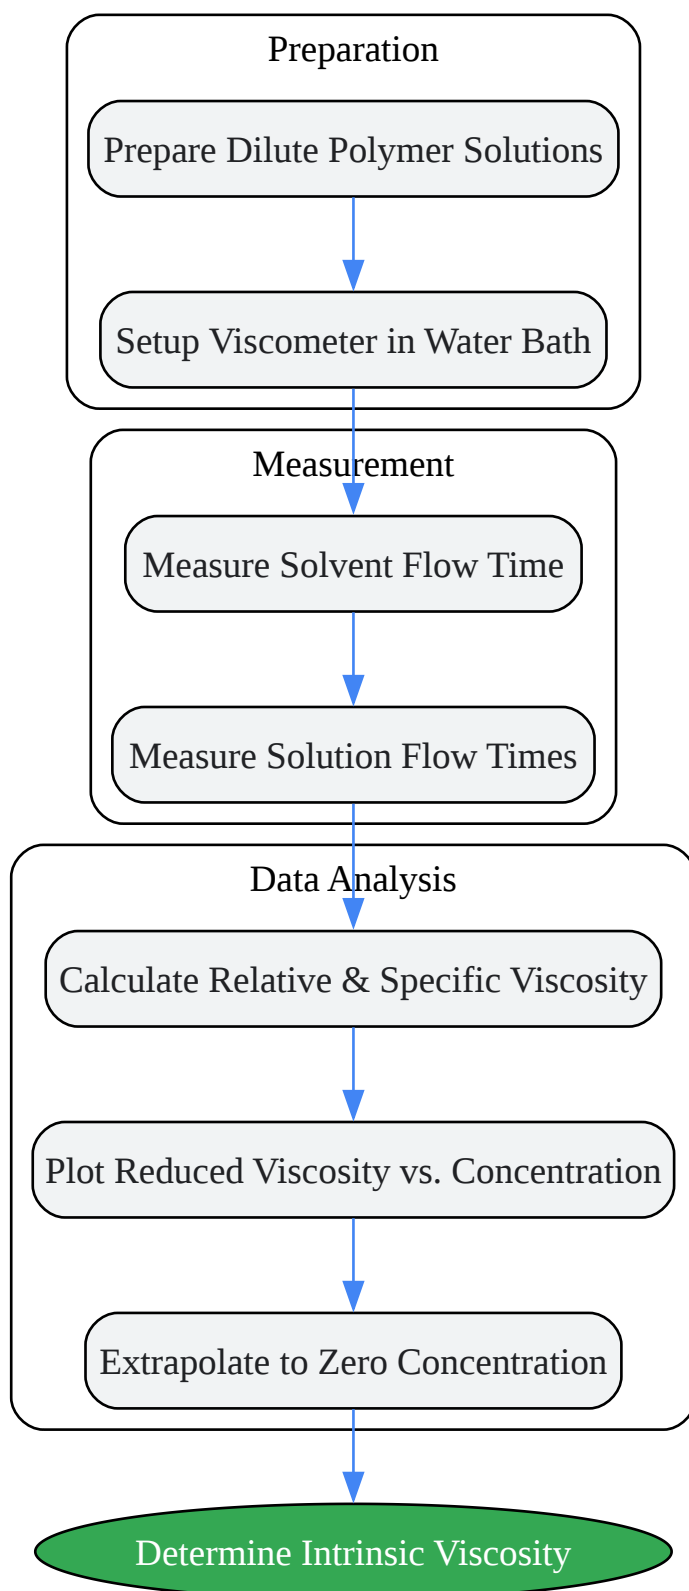 Preparation
Prepare Dilute Polymer Solutions
Setup Viscometer in Water Bath
Measurement
Measure Solvent Flow Time
Measure Solution Flow Times
Data Analysis
Calculate Relative & Specific Viscosity
Plot Reduced Viscosity vs. Concentration
Extrapolate to Zero Concentration
Determine Intrinsic Viscosity